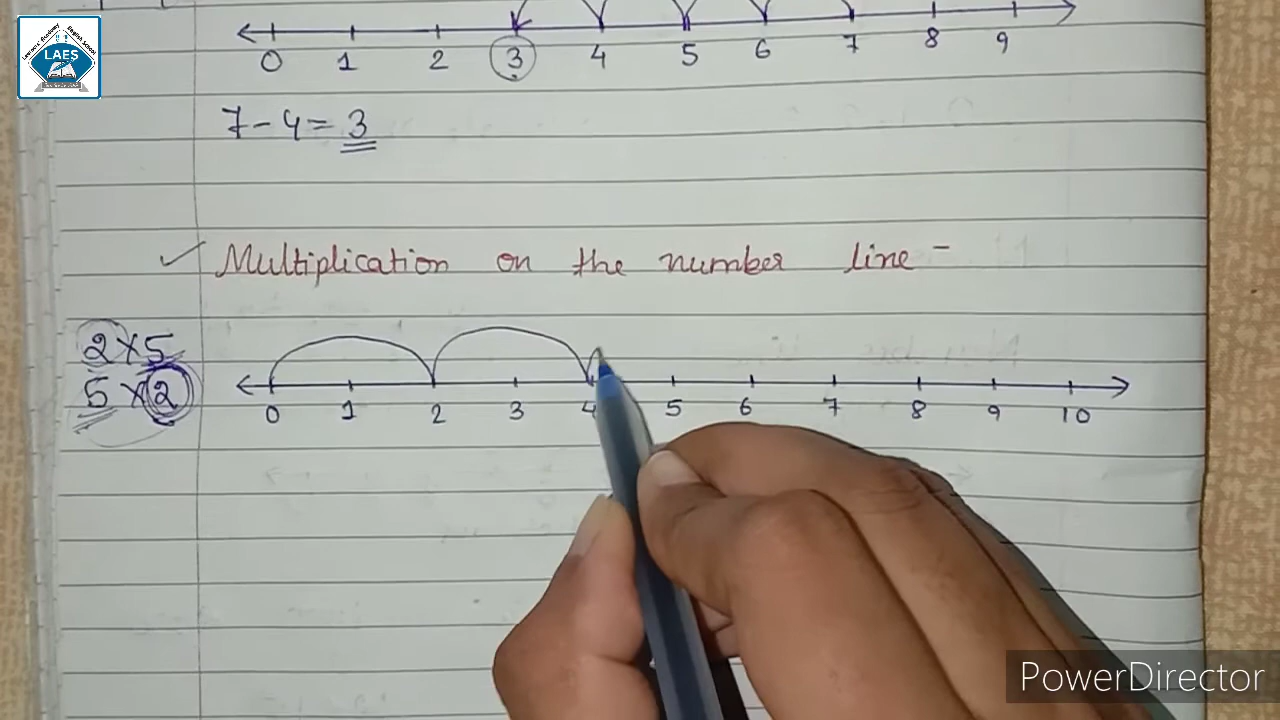 LAES
0 1 2 3 4 5 6 7 8 9
7 - 4 = 3
Multiplication on the number line -
2 x 5
5 x 2
0 1 2 3 4 5 6 7 8 9 10
PowerDirector